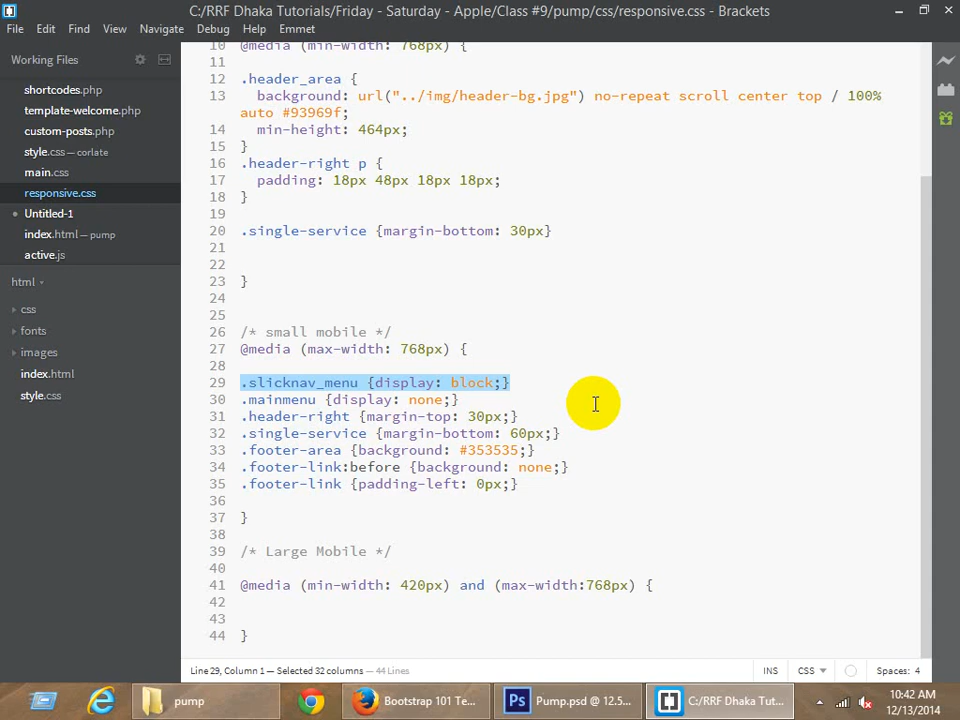 C:/RRF Dhaka Tutorials/Friday - Saturday - Apple/Class #9/pump/css/responsive.css - Brackets
File Edit Find View Navigate Debug Help Emmet
Working Files
shortcodes.php
template-welcome.php
custom-posts.php
style.css — corlate
main.css
responsive.css
Untitled-1
index.html — pump
active.js
html
css
fonts
images
index.html
style.css
10 @media (min-width: 768px) {
11
12 .header_area {
13 background: url("../img/header-bg.jpg") no-repeat scroll center top / 100%
auto #93969f;
14 min-height: 464px;
15 }
16 .header-right p {
17 padding: 18px 48px 18px 18px;
18 }
19
20 .single-service {margin-bottom: 30px}
21
22
23 }
24
25
26 /* small mobile */
27 @media (max-width: 768px) {
28
29 .slicknav_menu {display: block;}
30 .mainmenu {display: none;}
31 .header-right {margin-top: 30px;}
32 .single-service {margin-bottom: 60px;}
33 .footer-area {background: #353535;}
34 .footer-link:before {background: none;}
35 .footer-link {padding-left: 0px;}
36
37 }
38
39 /* Large Mobile */
40
41 @media (min-width: 420px) and (max-width:768px) {
42
43
44 }
Line 29, Column 1 — Selected 32 columns — 44 Lines
INS CSS Spaces: 4
pump
Bootstrap 101 Te...
Pump.psd @ 12.5...
C:/RRF Dhaka Tut...
10:42 AM
12/13/2014